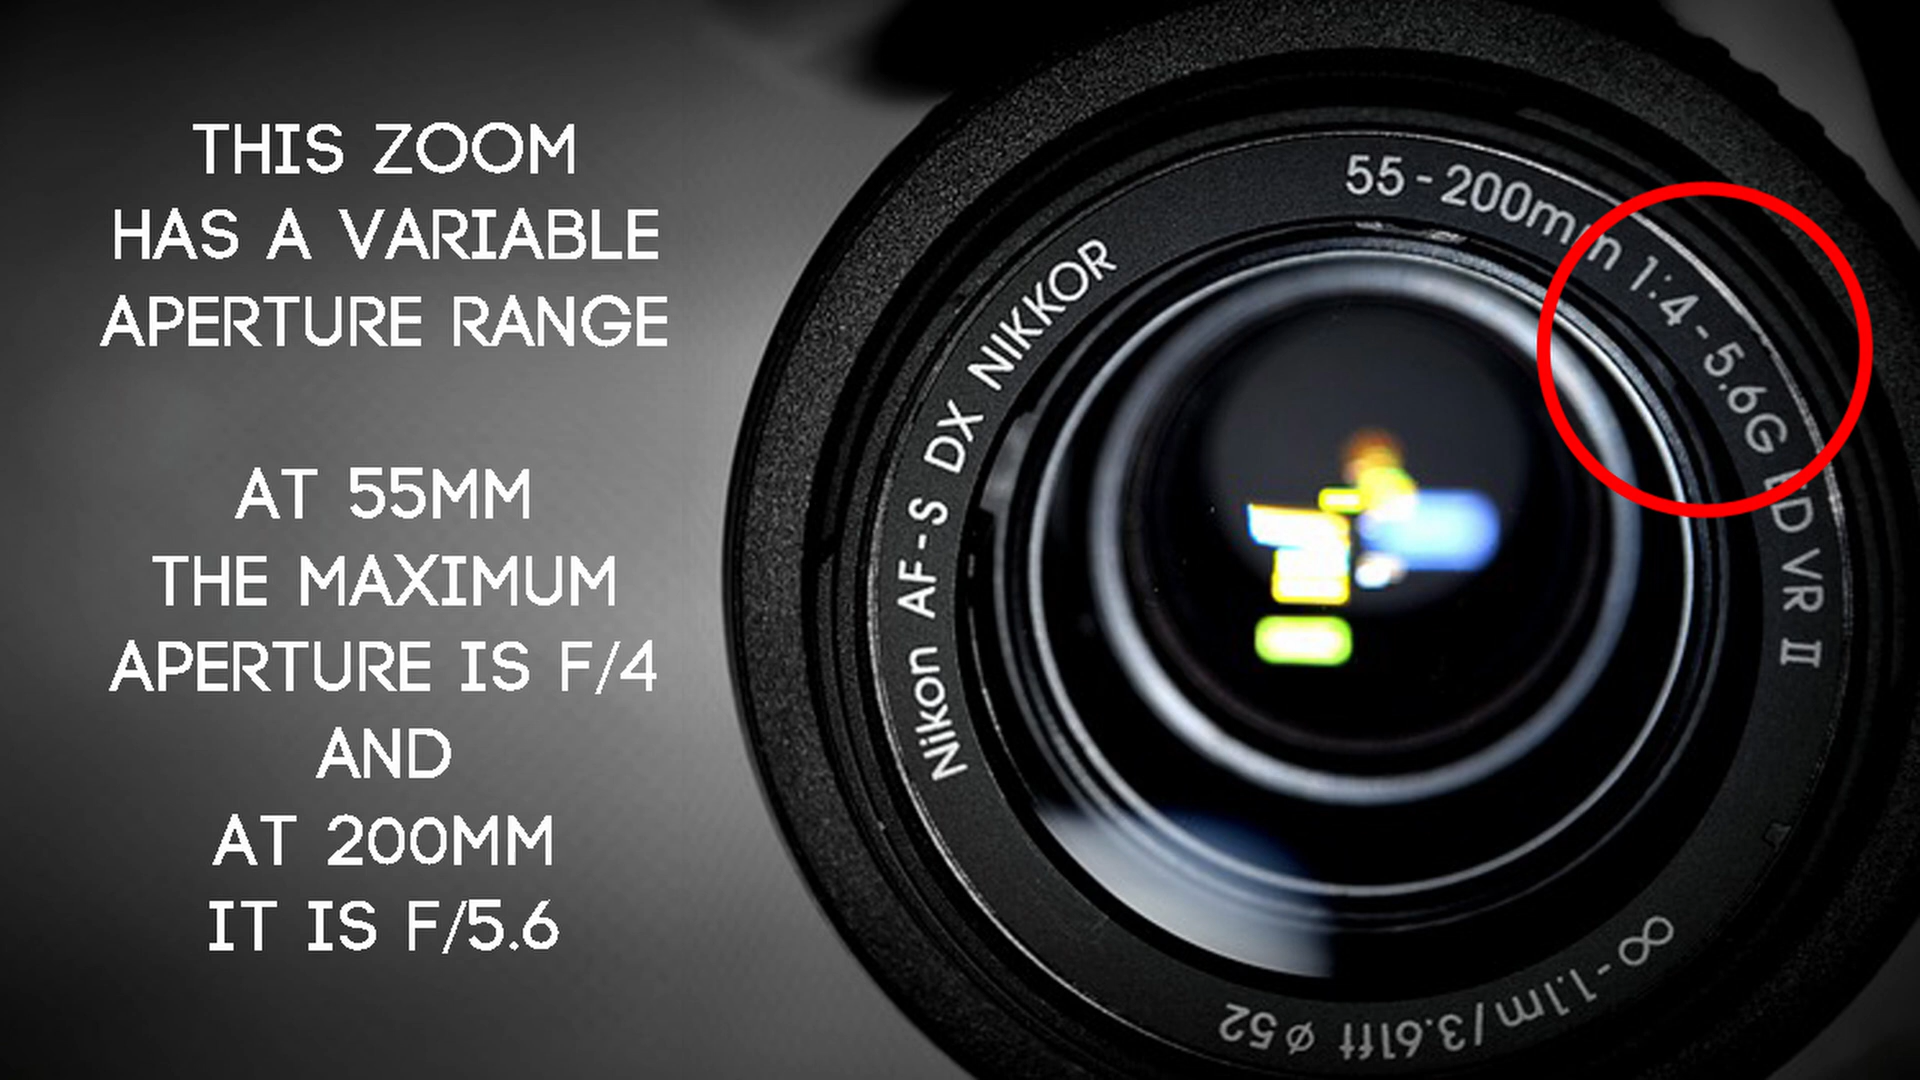 THIS ZOOM
HAS A VARIABLE
APERTURE RANGE
AT 55MM
THE MAXIMUM
APERTURE IS F/4
AND
AT 200MM
IT IS F/5.6
Nikon AF-S DX NIKKOR 55-200mm 1:4-5.6G ED VR II
∞-1.1m/3.61ft ø52